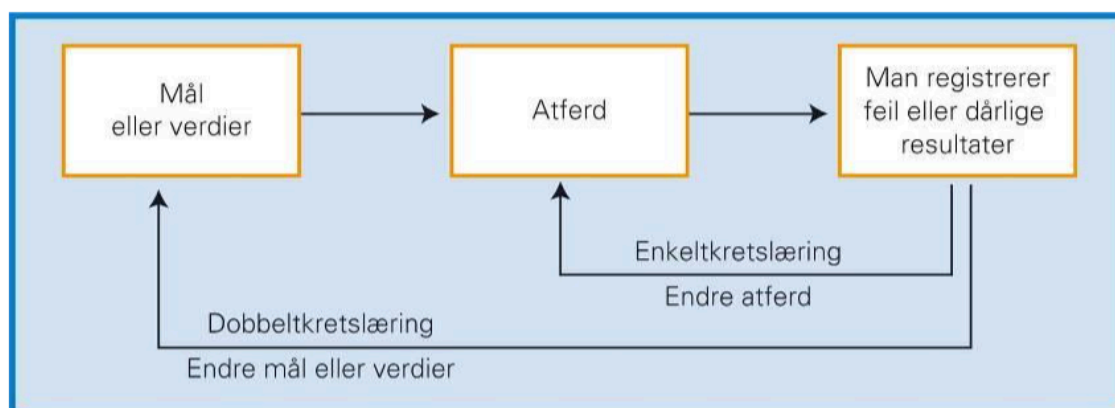 Mål
eller verdier
Atferd
Man registrerer
feil eller dårlige
resultater
Enkeltkretslæring
Endre atferd
Dobbeltkretslæring
Endre mål eller verdier